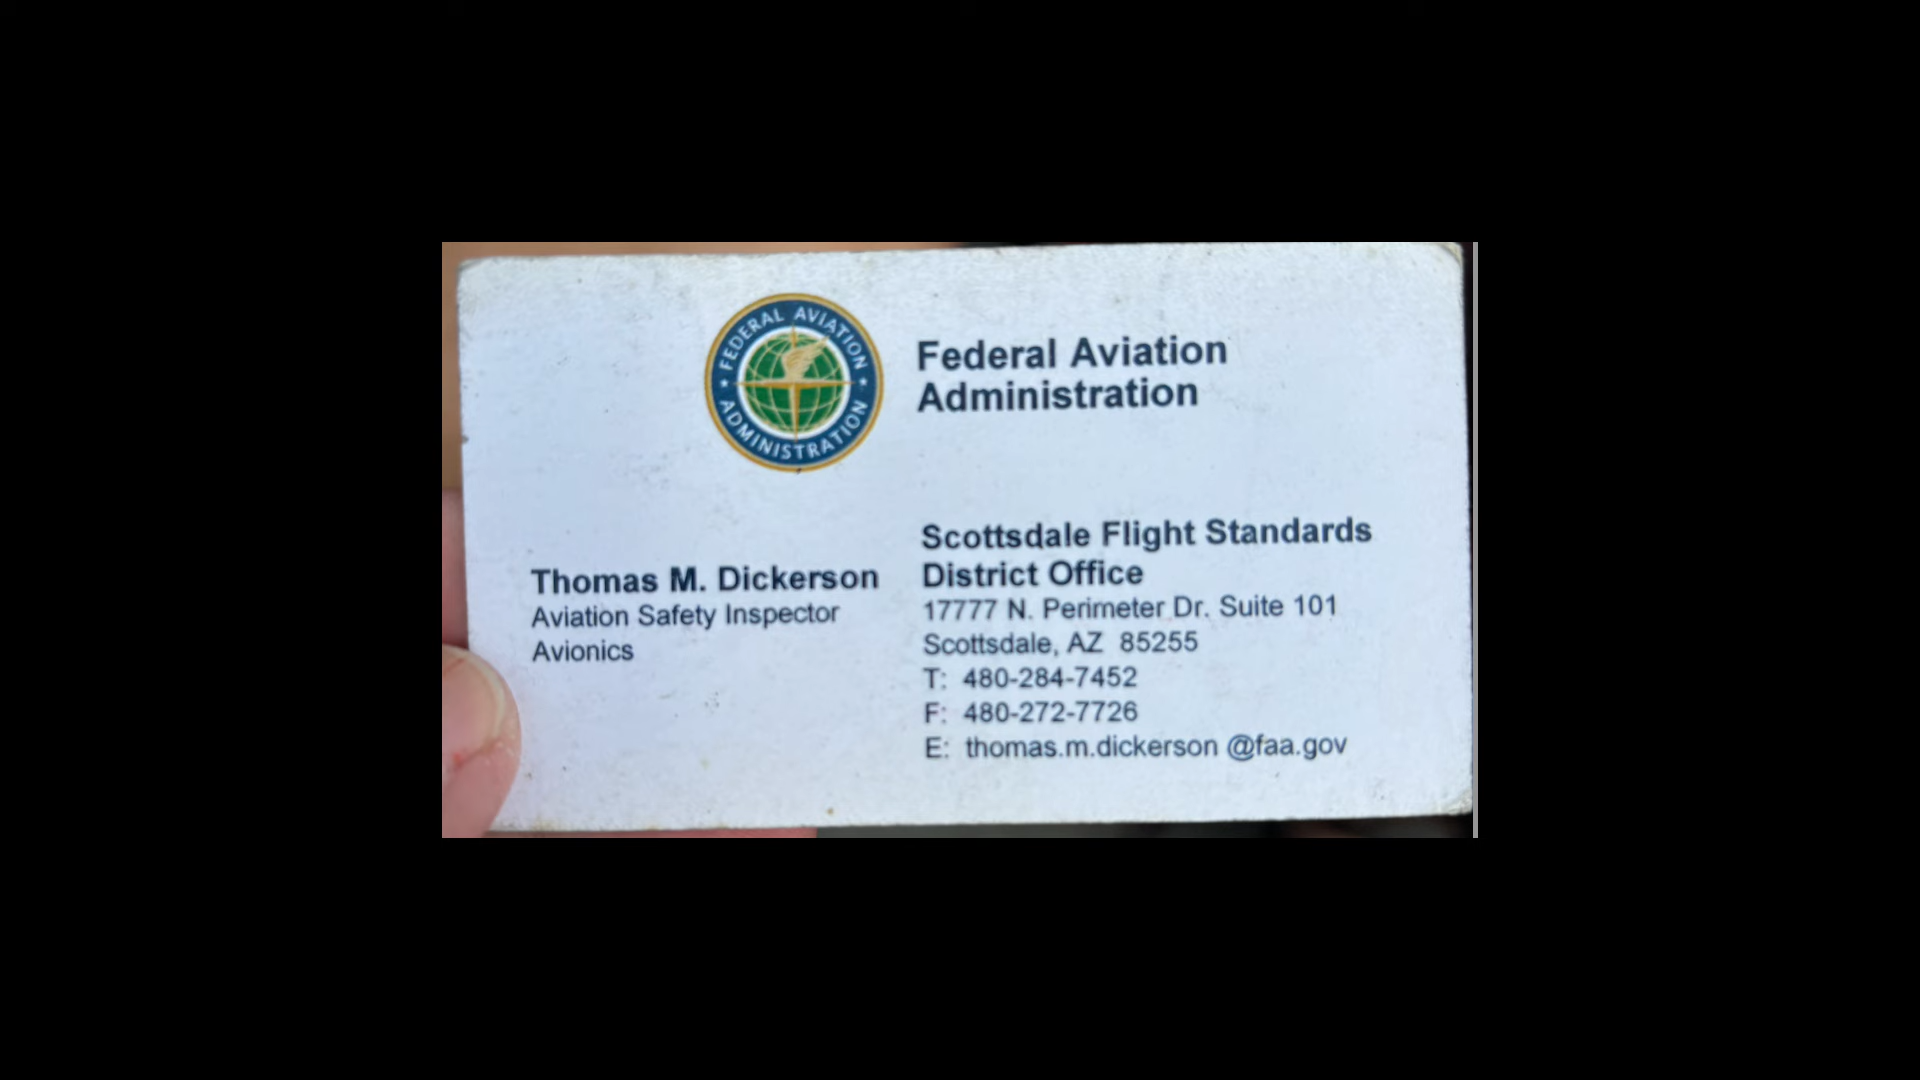 FEDERAL AVIATION
ADMINISTRATION
Federal Aviation
Administration
Thomas M. Dickerson
Aviation Safety Inspector
Avionics
Scottsdale Flight Standards
District Office
17777 N. Perimeter Dr. Suite 101
Scottsdale, AZ 85255
T: 480-284-7452
F: 480-272-7726
E: thomas.m.dickerson @faa.gov